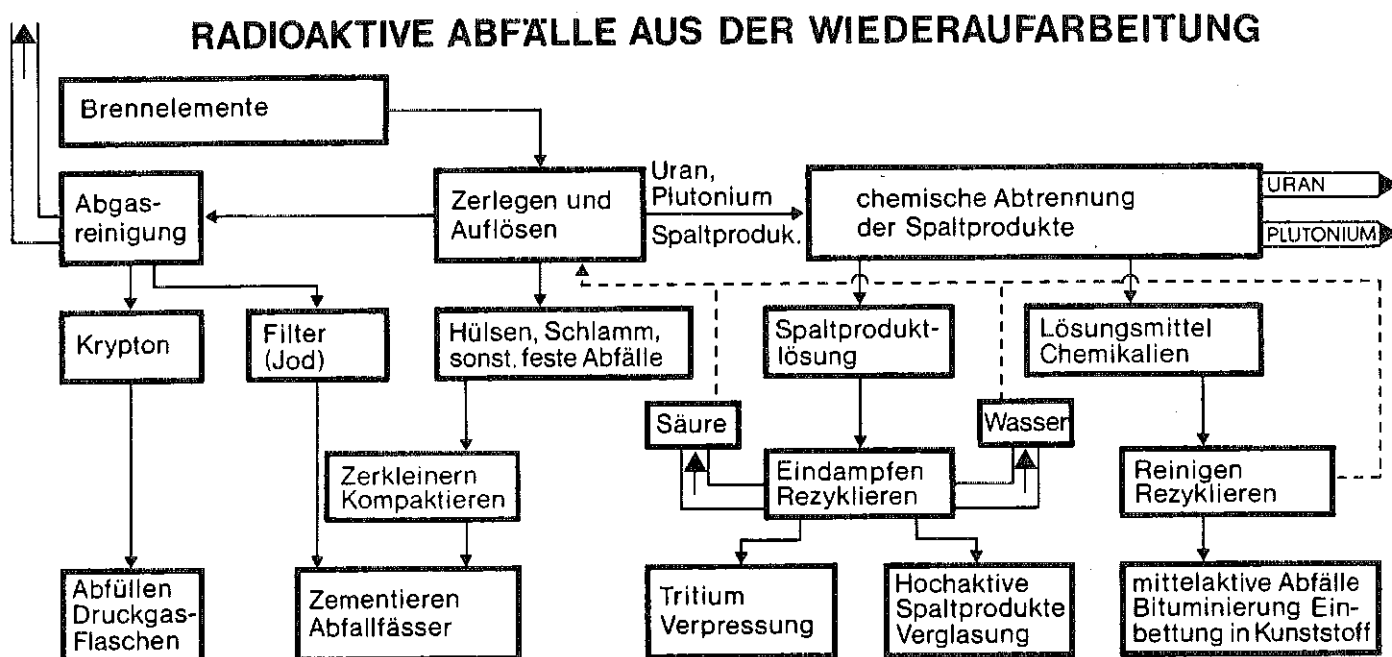 RADIOAKTIVE ABFÄLLE AUS DER WIEDERAUFARBEITUNG
Brennelemente
Abgas-
reinigung
Zerlegen und
Auflösen
Uran,
Plutonium
Spaltproduk.
chemische Abtrennung
der Spaltprodukte
URAN
PLUTONIUM
Krypton
Filter
(Jod)
Hülsen, Schlamm,
sonst. feste Abfälle
Spaltprodukt-
lösung
Lösungsmittel
Chemikalien
Säure
Wasser
Zerkleinern
Kompaktieren
Eindampfen
Rezyklieren
Reinigen
Rezyklieren
Abfüllen
Druckgas-
Flaschen
Zementieren
Abfallfässer
Tritium
Verpressung
Hochaktive
Spaltprodukte
Verglasung
mittelaktive Abfälle
Bituminierung Ein-
bettung in Kunststoff